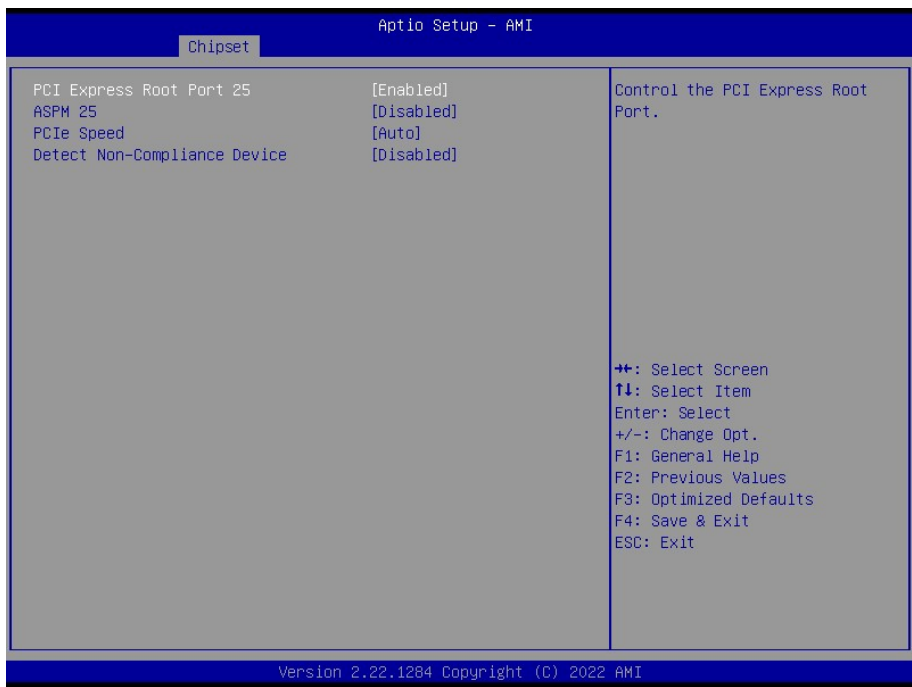 Aptio Setup – AMI
Chipset
PCI Express Root Port 25 [Enabled]
ASPM 25 [Disabled]
PCIe Speed [Auto]
Detect Non-Compliance Device [Disabled]
Control the PCI Express Root
Port.
→←: Select Screen
↑↓: Select Item
Enter: Select
+/-: Change Opt.
F1: General Help
F2: Previous Values
F3: Optimized Defaults
F4: Save & Exit
ESC: Exit
Version 2.22.1284 Copyright (C) 2022 AMI